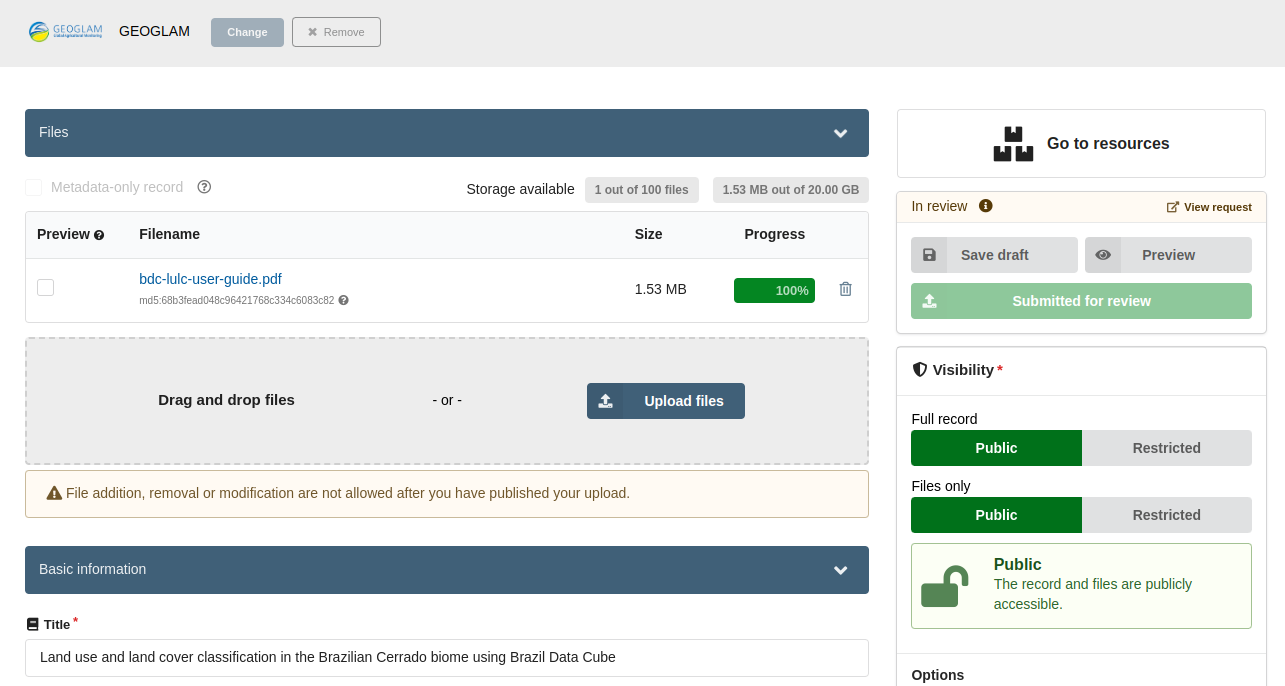 GEOGLAM
GEOGLAM
Change
Remove
Files
Metadata-only record
Storage available
1 out of 100 files
1.53 MB out of 20.00 GB
Preview
Filename
Size
Progress
bdc-lulc-user-guide.pdf
md5:68b3fead048c96421768c334c6083c82
1.53 MB
100%
Drag and drop files
- or -
Upload files
File addition, removal or modification are not allowed after you have published your upload.
Basic information
Title *
Land use and land cover classification in the Brazilian Cerrado biome using Brazil Data Cube
Go to resources
In review
View request
Save draft
Preview
Submitted for review
Visibility *
Full record
Public
Restricted
Files only
Public
Restricted
Public
The record and files are publicly
accessible.
Options